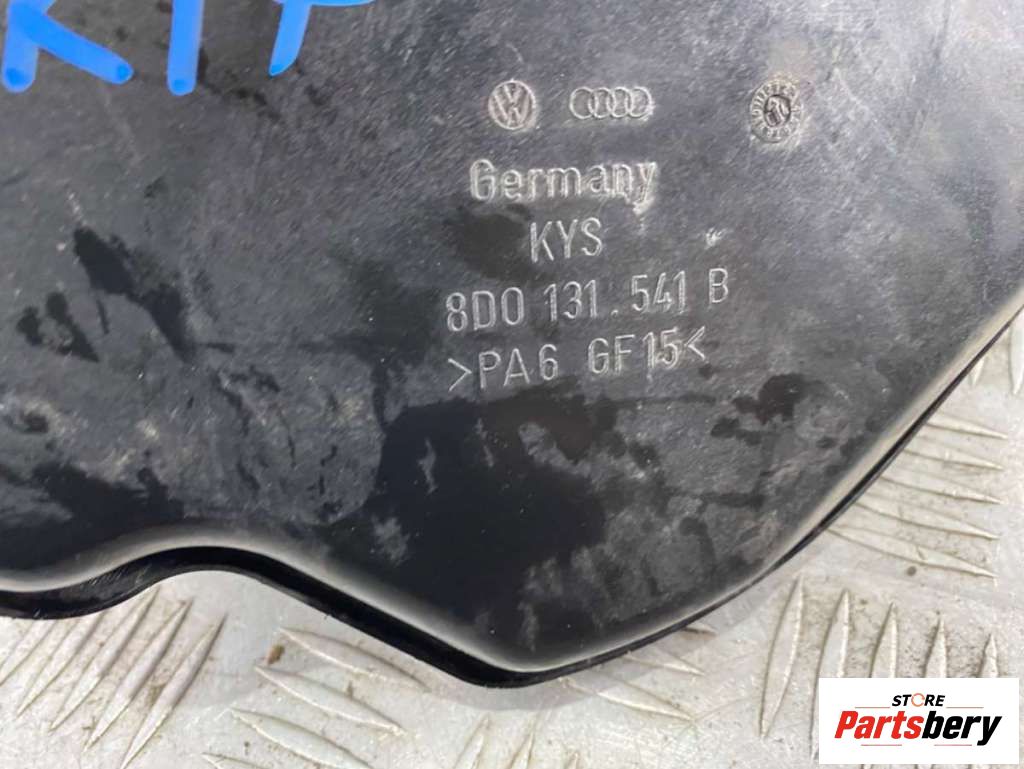 Germany
KYS
8D0 131.541 B
>PA6 GF15<
STORE
Partsbery